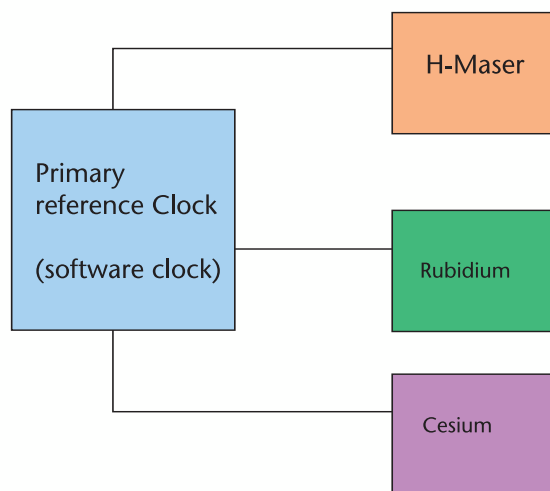 H-Maser
Primary
reference Clock
(software clock)
Rubidium
Cesium